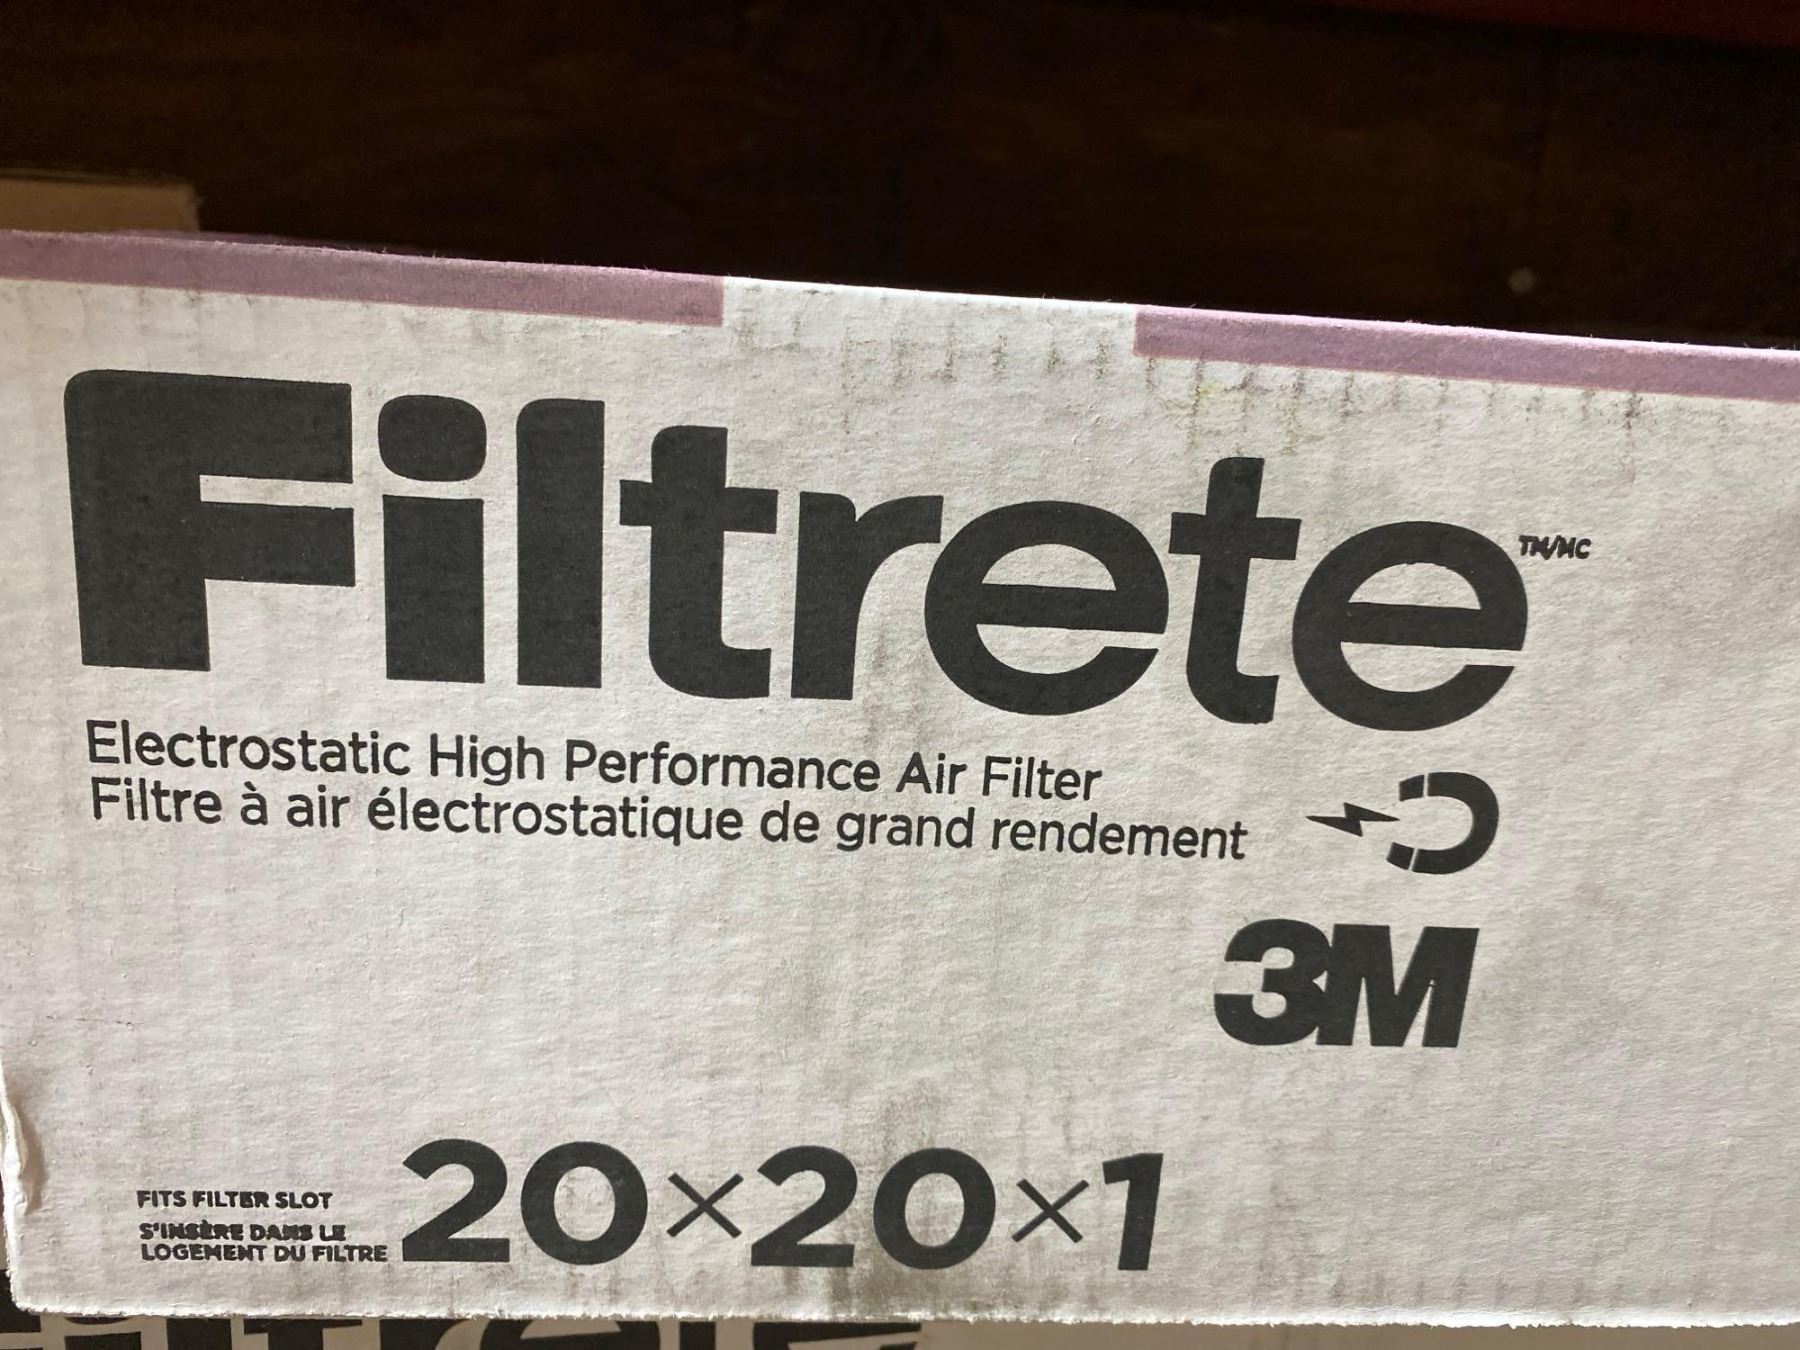 Filtrete TM/MC
Electrostatic High Performance Air Filter
Filtre à air électrostatique de grand rendement
3M
FITS FILTER SLOT
S'INSÈRE DANS LE
LOGEMENT DU FILTRE
20×20×1
Filtrete